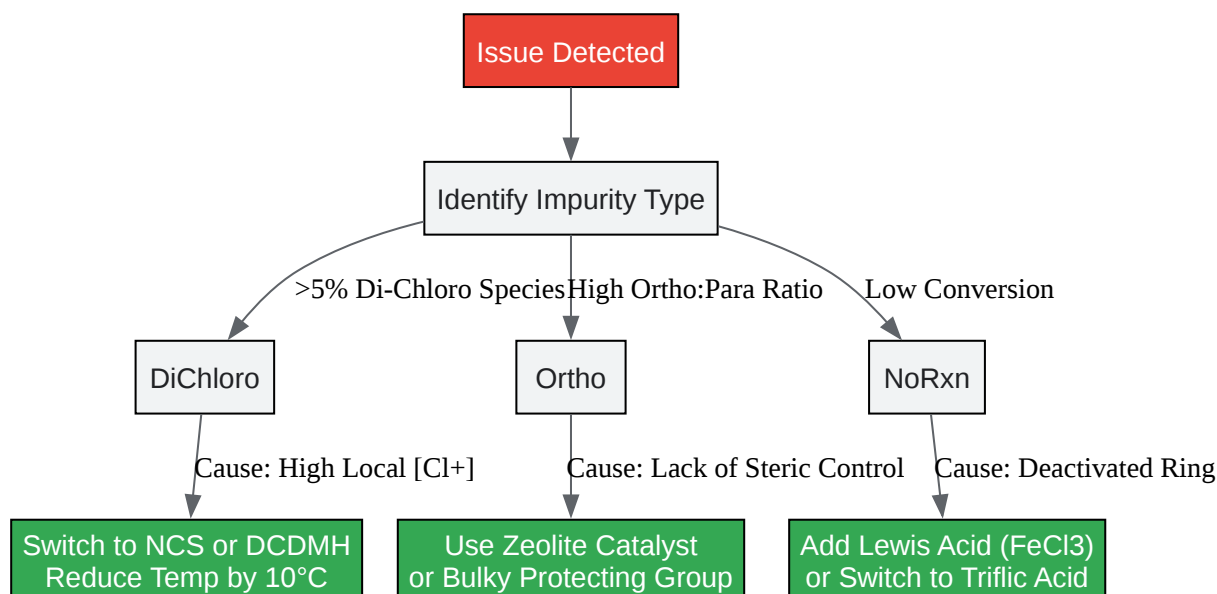 Issue Detected
Identify Impurity Type
>5% Di-Chloro Species
High Ortho:Para Ratio
Low Conversion
DiChloro
Ortho
NoRxn
Cause: High Local [Cl+]
Cause: Lack of Steric Control
Cause: Deactivated Ring
Switch to NCS or DCDMH
Reduce Temp by 10°C
Use Zeolite Catalyst
or Bulky Protecting Group
Add Lewis Acid (FeCl3)
or Switch to Triflic Acid